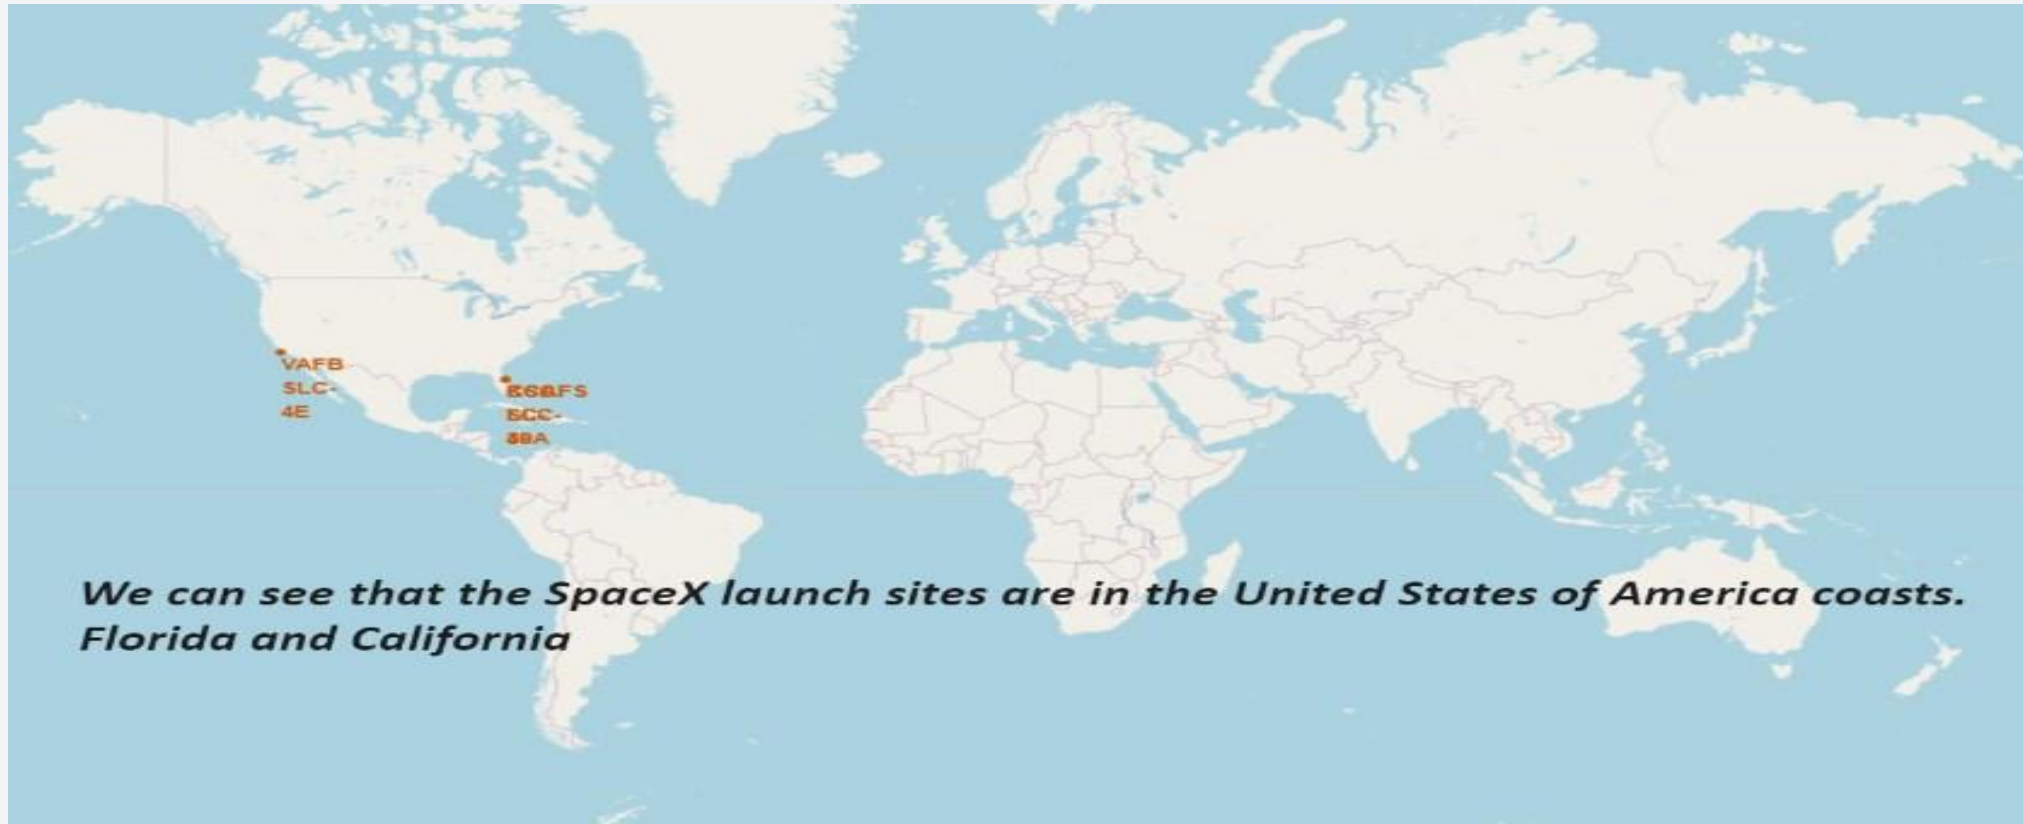 VAFB
SLC-
4E
We can see that the SpaceX launch sites are in the United States of America coasts.
Florida and California